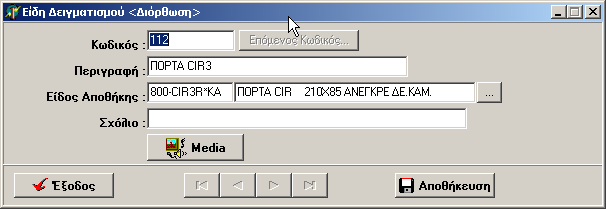 Είδη Δειγματισμού <Διόρθωση>
Κωδικός : 112 Επόμενος Κωδικός...
Περιγραφή : ΠΟΡΤΑ CIR3
Είδος Αποθήκης : 800-CIR3R*KA ΠΟΡΤΑ CIR 210X85 ΑΝΕΓΚΡΕ ΔΕ.ΚΑΜ. ...
Σχόλιο :
Media
Έξοδος Αποθήκευση